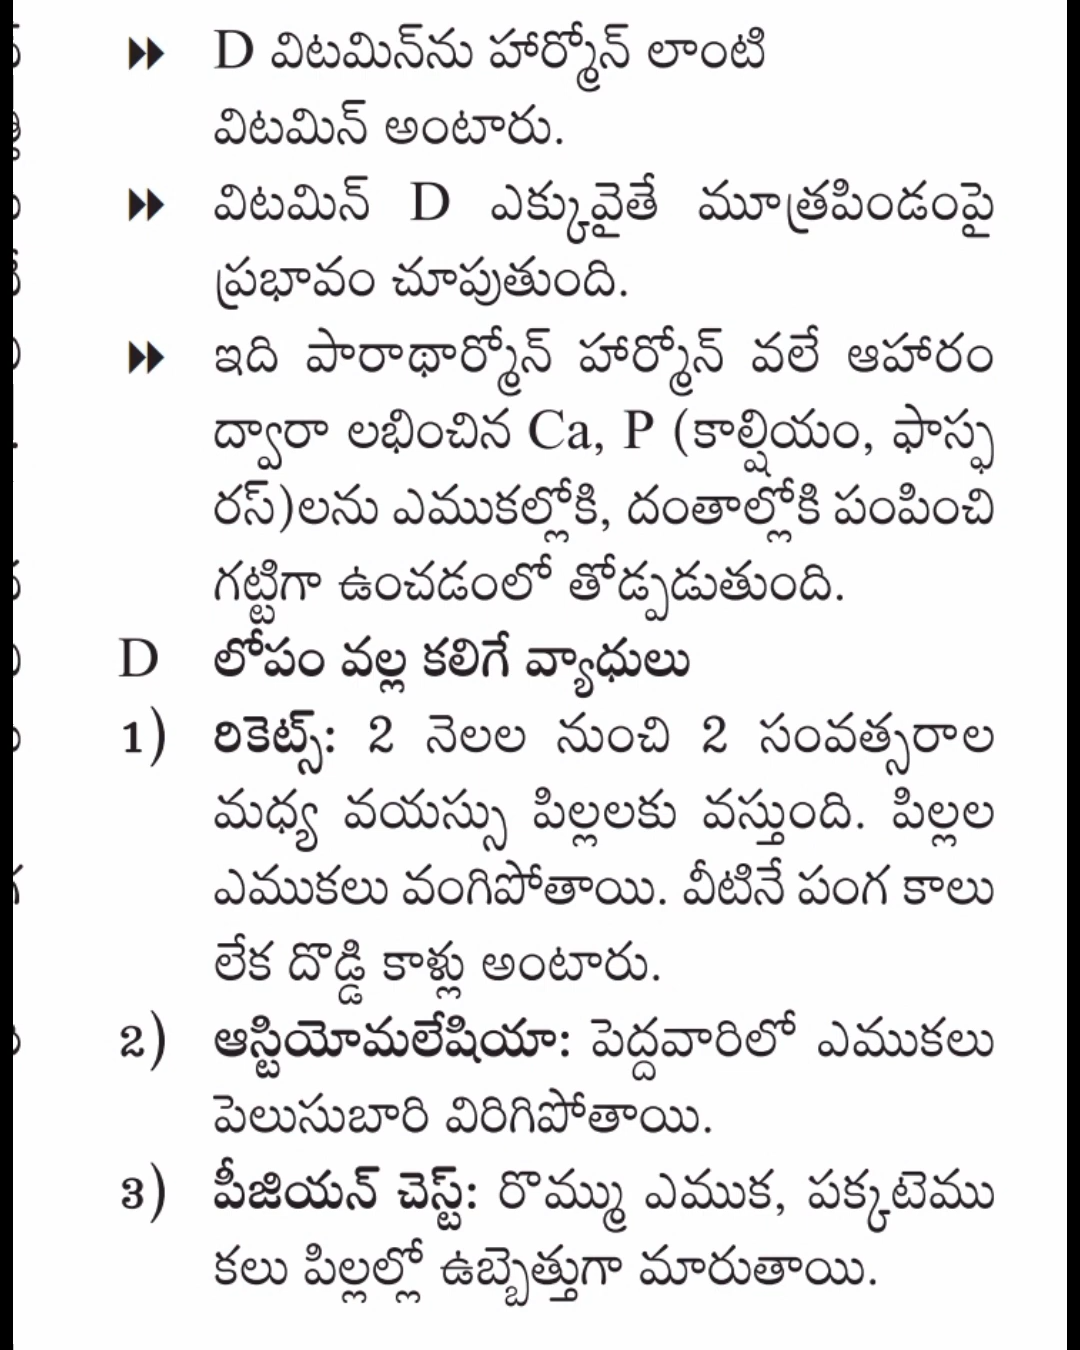 ▶▶ D విటమిన్‌ను హార్మోన్ లాంటి
విటమిన్ అంటారు.
▶▶ విటమిన్ D ఎక్కువైతే మూత్రపిండంపై
ప్రభావం చూపుతుంది.
▶▶ ఇది పారాథార్మోన్ హార్మోన్ వలే ఆహారం
ద్వారా లభించిన Ca, P (కాల్షియం, ఫాస్ఫ
రస్)లను ఎముకల్లోకి, దంతాల్లోకి పంపించి
గట్టిగా ఉంచడంలో తోడ్పడుతుంది.
D లోపం వల్ల కలిగే వ్యాధులు
1) రికెట్స్: 2 నెలల నుంచి 2 సంవత్సరాల
మధ్య వయస్సు పిల్లలకు వస్తుంది. పిల్లల
ఎముకలు వంగిపోతాయి. వీటినే పంగ కాలు
లేక దొడ్డి కాళ్లు అంటారు.
2) ఆస్టియోమలేషియా: పెద్దవారిలో ఎముకలు
పెలుసుబారి విరిగిపోతాయి.
3) పీజియన్ చెస్ట్: రొమ్ము ఎముక, పక్కటెము
కలు పిల్లల్లో ఉబ్బెత్తుగా మారుతాయి.